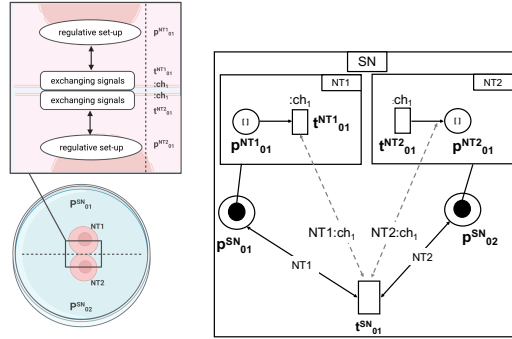 regulative set-up
p^NT1_01
exchanging signals
t^NT1_01
:ch₁
exchanging signals
:ch₁
t^NT2_01
regulative set-up
p^NT2_01
P^SN_01
NT1
NT2
P^SN_02
SN
NT1
NT2
:ch₁
:ch₁
[ ]
t^NT1_01
p^NT1_01
t^NT2_01
[ ]
p^NT2_01
p^SN_01
p^SN_02
NT1:ch₁
NT2:ch₁
NT1
NT2
t^SN_01